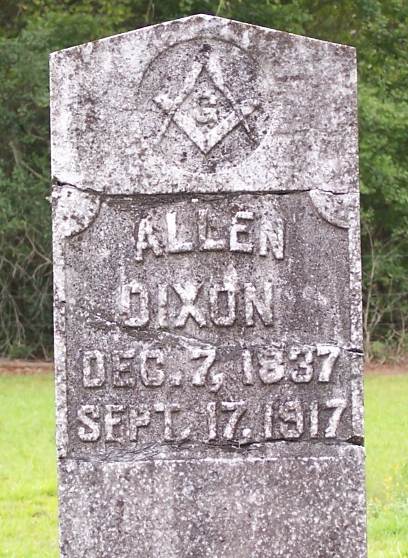 G
ALLEN
DIXON
DEC. 7, 1837
SEPT. 17, 1917